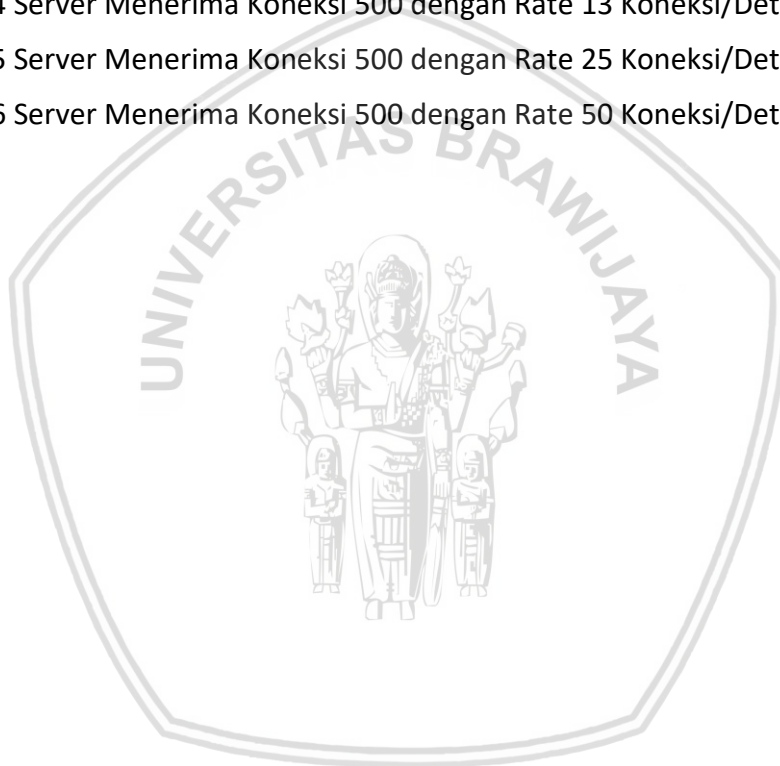 4 Server Menerima Koneksi 500 dengan Rate 13 Koneksi/Det
5 Server Menerima Koneksi 500 dengan Rate 25 Koneksi/Det
6 Server Menerima Koneksi 500 dengan Rate 50 Koneksi/Det
UNIVERSITAS BRAWIJAYA